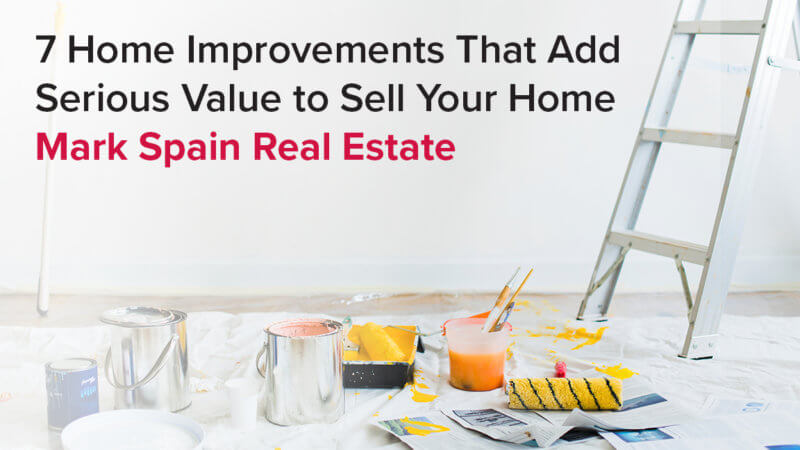 7 Home Improvements That Add
Serious Value to Sell Your Home
Mark Spain Real Estate